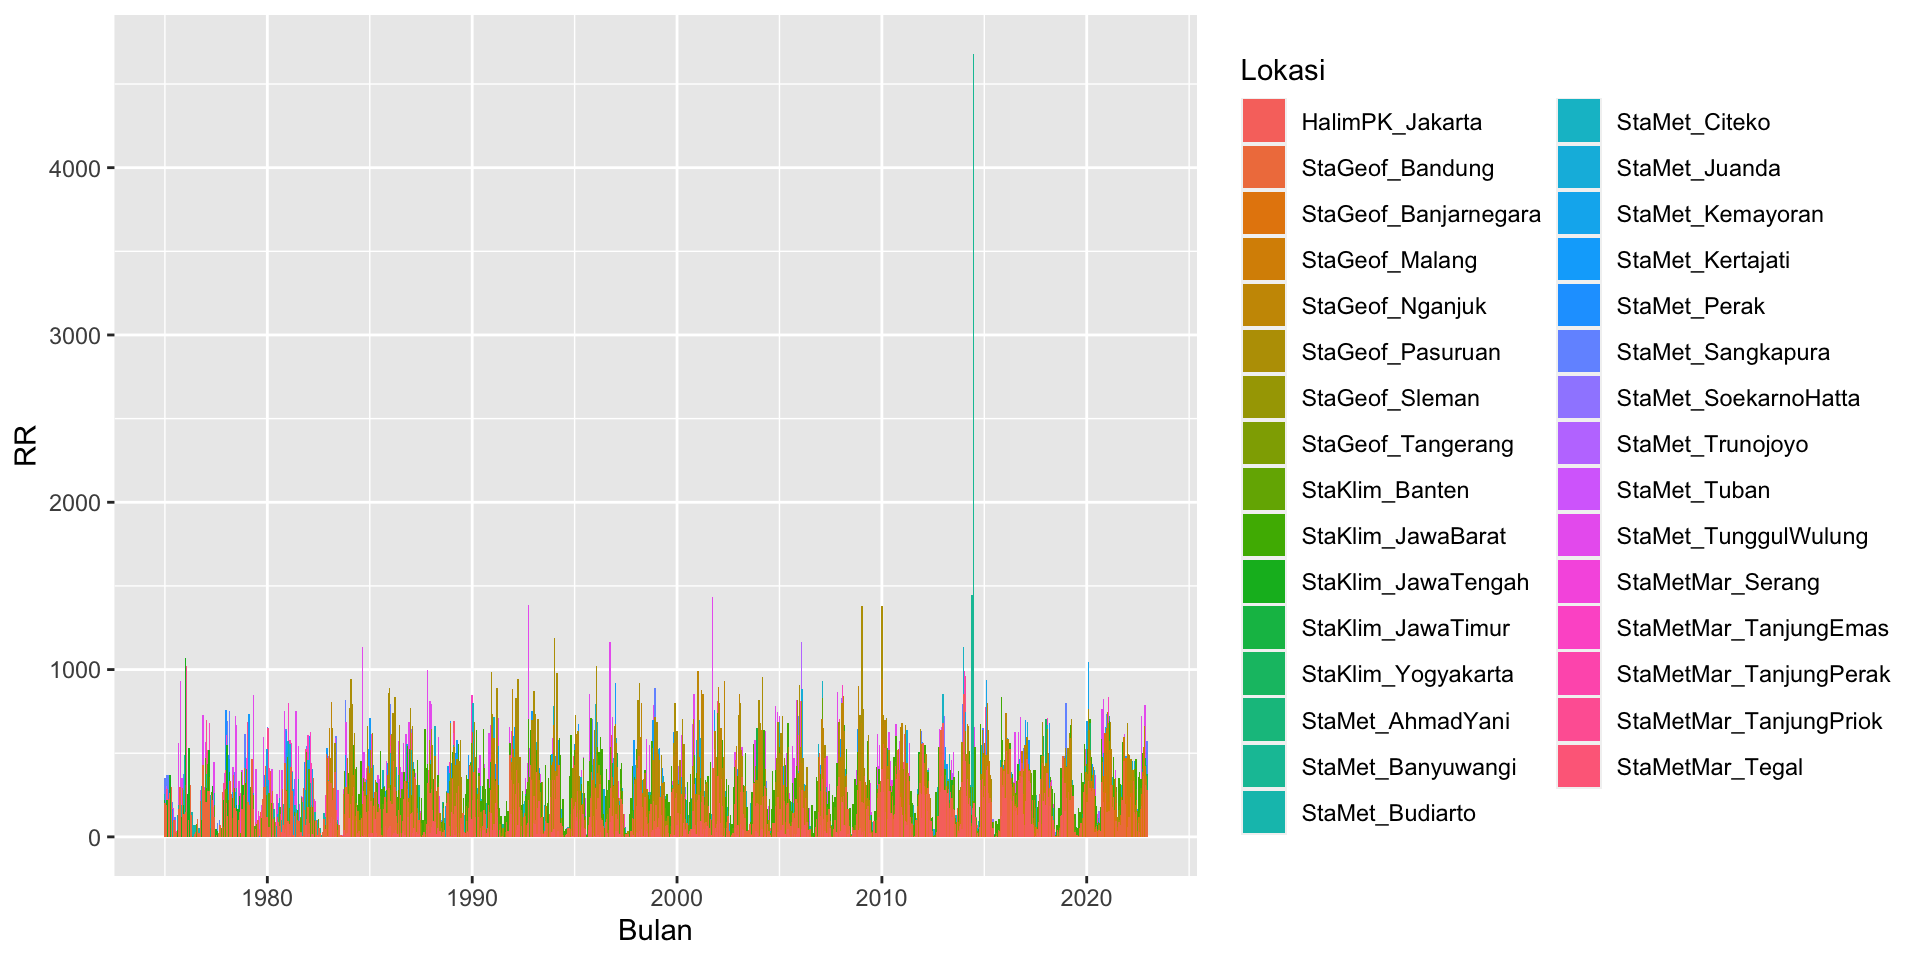 4000
3000
2000
1000
0
RR
1980
1990
2000
2010
2020
Bulan
Lokasi
HalimPK_Jakarta
StaGeof_Bandung
StaGeof_Banjarnegara
StaGeof_Malang
StaGeof_Nganjuk
StaGeof_Pasuruan
StaGeof_Sleman
StaGeof_Tangerang
StaKlim_Banten
StaKlim_JawaBarat
StaKlim_JawaTengah
StaKlim_JawaTimur
StaKlim_Yogyakarta
StaMet_AhmadYani
StaMet_Banyuwangi
StaMet_Budiarto
StaMet_Citeko
StaMet_Juanda
StaMet_Kemayoran
StaMet_Kertajati
StaMet_Perak
StaMet_Sangkapura
StaMet_SoekarnoHatta
StaMet_Trunojoyo
StaMet_Tuban
StaMet_TunggulWulung
StaMetMar_Serang
StaMetMar_TanjungEmas
StaMetMar_TanjungPerak
StaMetMar_TanjungPriok
StaMetMar_Tegal